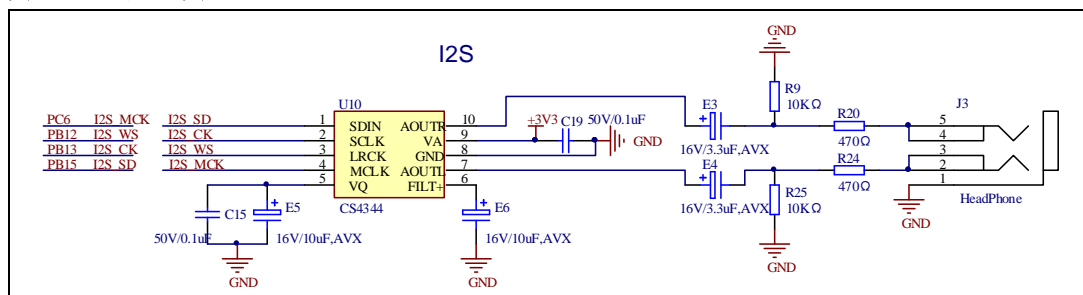 I2S
GND
R9
10KΩ
U10
E3
R20
J3
PC6 I2S_MCK I2S_SD 1 SDIN AOUTR 10
+3V3 C19 50V/0.1uF
PB12 I2S_WS I2S_CK 2 SCLK VA 9
GND
16V/3.3uF,AVX
470Ω
5
4
PB13 I2S_CK I2S_WS 3 LRCK GND 8
E4
R24
3
2
PB15 I2S_SD I2S_MCK 4 MCLK AOUTL 7
5 VQ FILT+ 6
16V/3.3uF,AVX
R25
10KΩ
470Ω
1
HeadPhone
CS4344
C15
E5
E6
50V/0.1uF
16V/10uF,AVX
16V/10uF,AVX
GND
GND
GND
GND